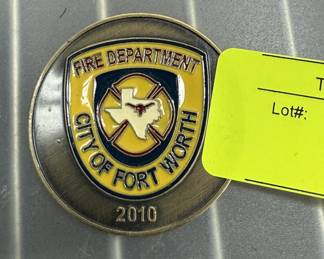 FIRE DEPARTMENT
CITY OF FORT WORTH
2010
T
Lot#: